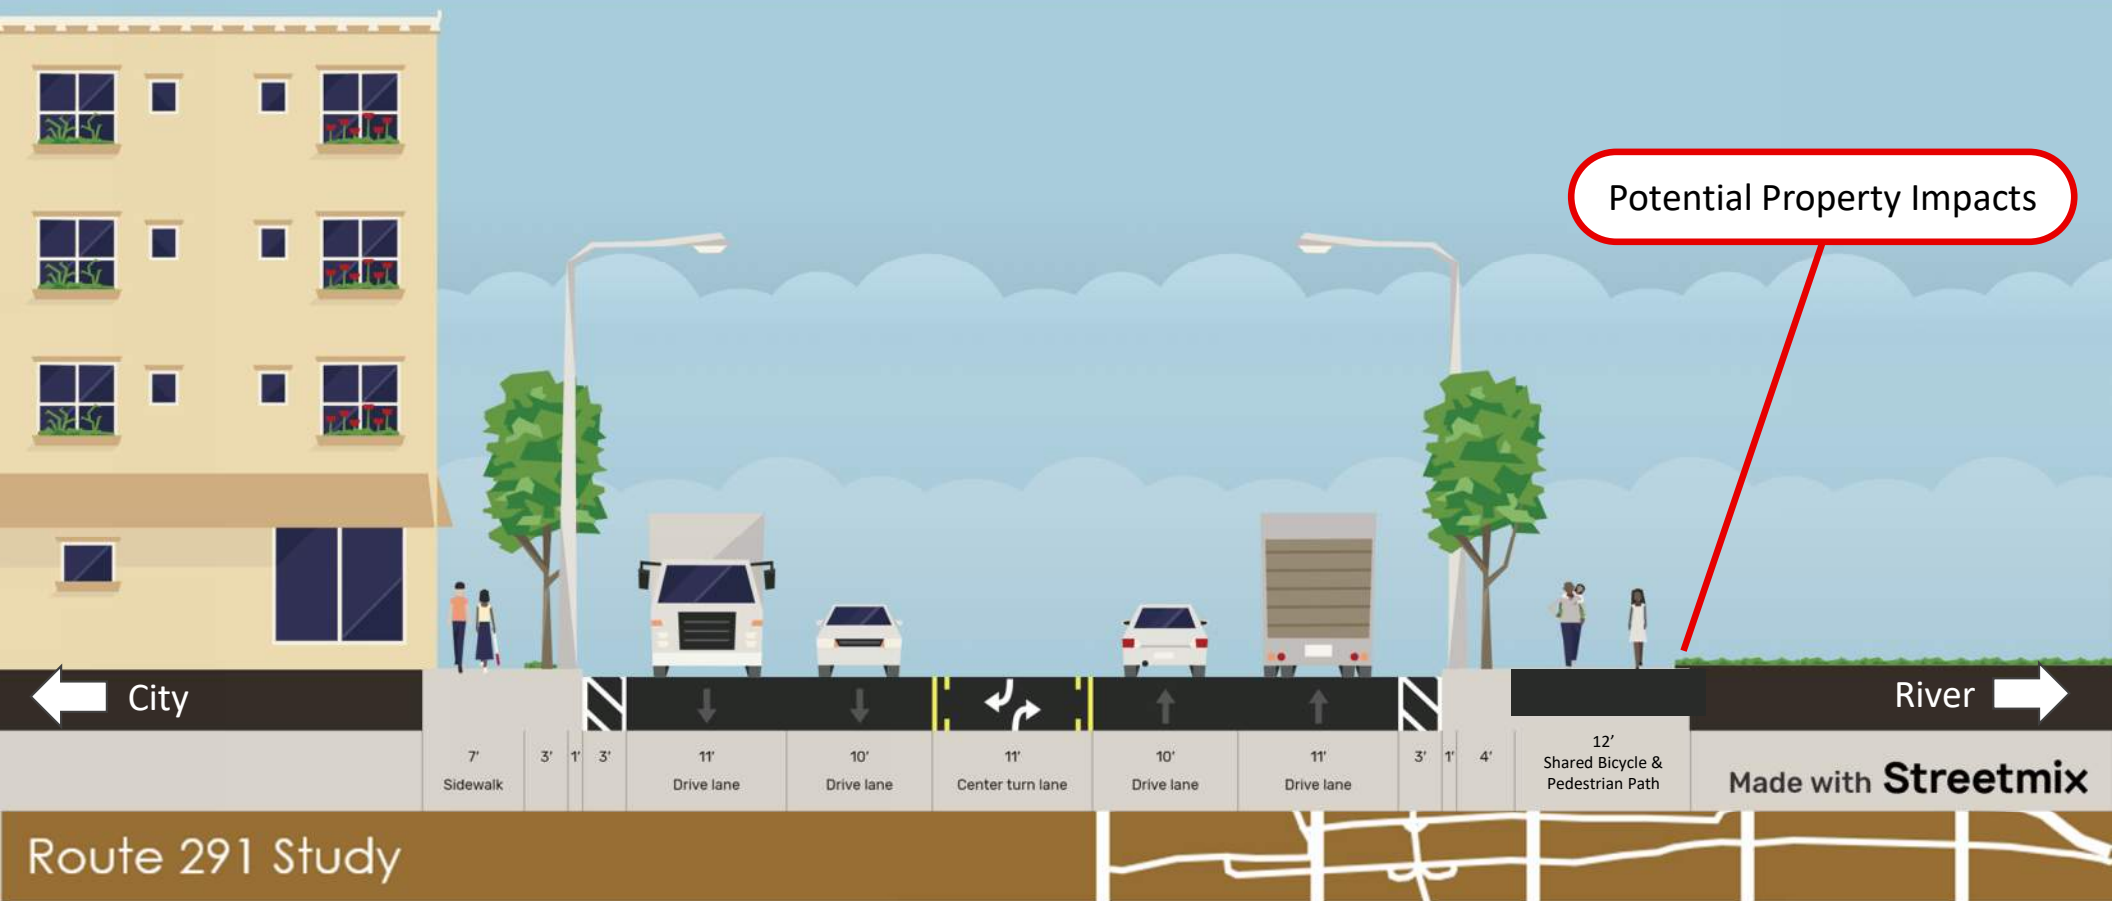 Potential Property Impacts
City
River
7' 3' 1' 3' 11' 10' 11' 10' 11' 3' 1' 4' 12'
Sidewalk Drive lane Drive lane Center turn lane Drive lane Drive lane Shared Bicycle &
Pedestrian Path
Made with Streetmix
Route 291 Study